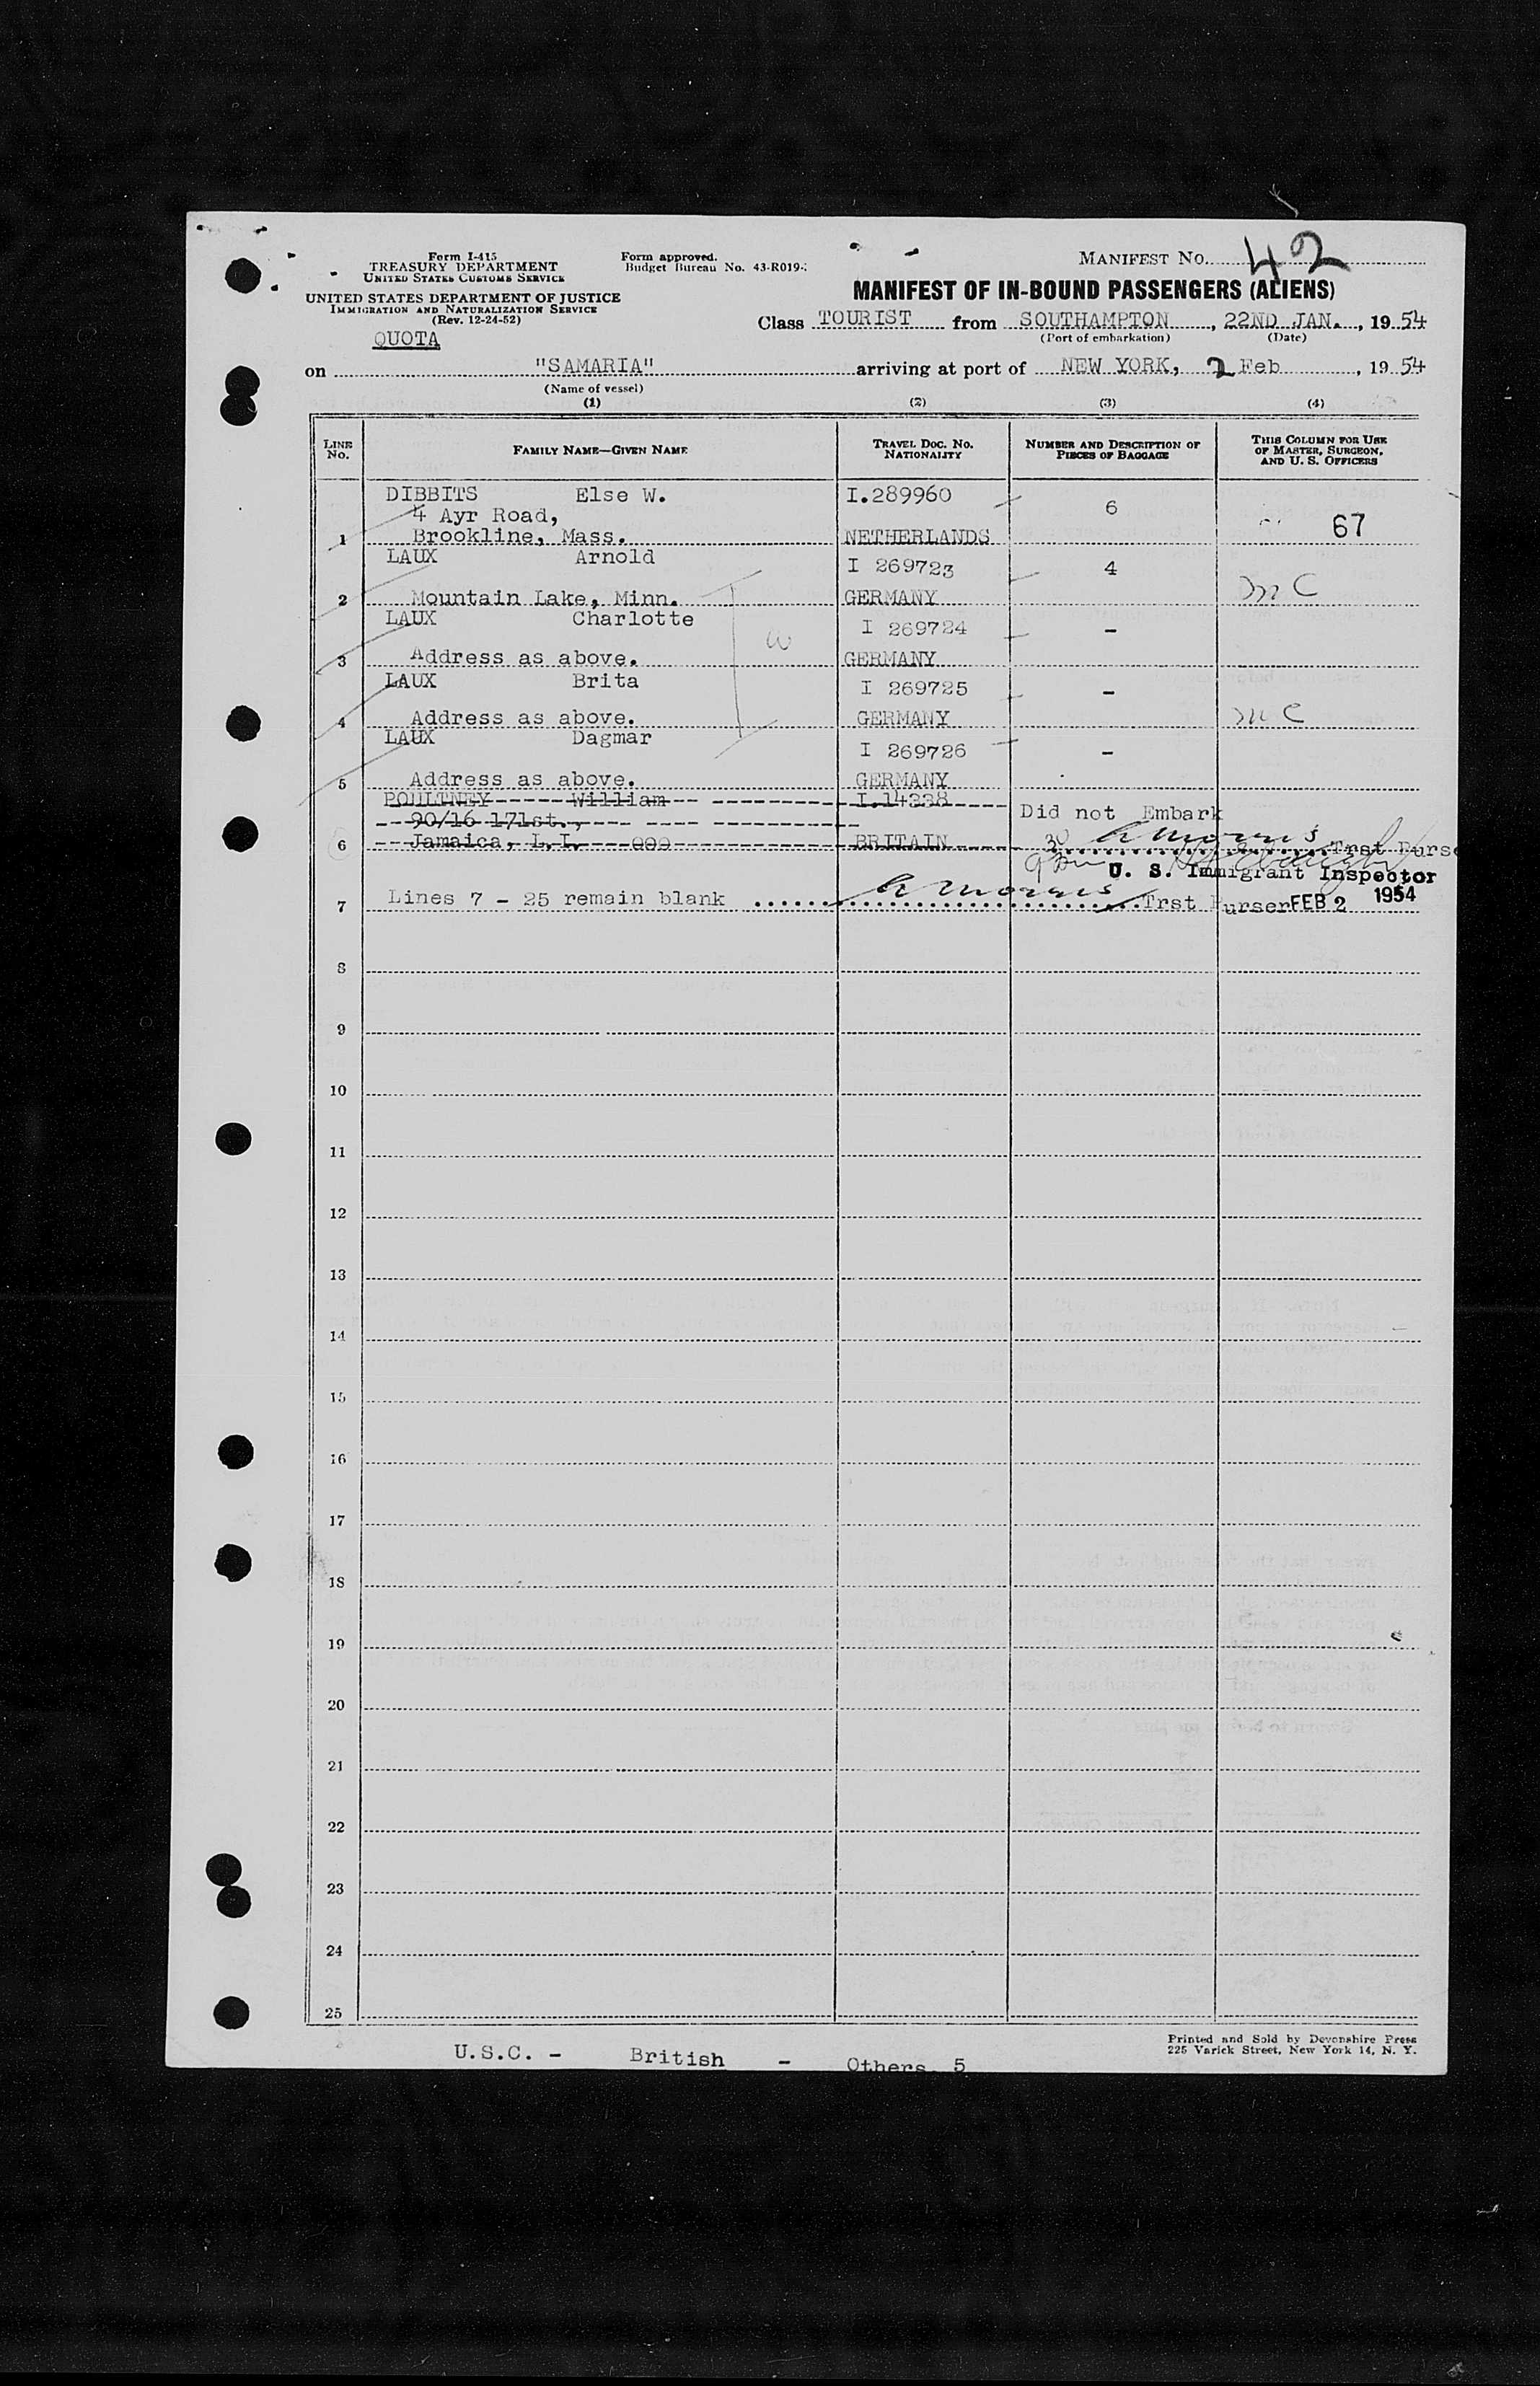 Form I-415
TREASURY DEPARTMENT
UNITED STATES CUSTOMS SERVICE
UNITED STATES DEPARTMENT OF JUSTICE
IMMIGRATION AND NATURALIZATION SERVICE
(Rev. 12-24-52)
QUOTA
Form approved.
Budget Bureau No. 43-R019-
MANIFEST No. 42
MANIFEST OF IN-BOUND PASSENGERS (ALIENS)
Class TOURIST from SOUTHAMPTON, 22ND JAN., 1954
(Port of embarkation) (Date)
on "SAMARIA" arriving at port of NEW YORK, 2 Feb, 1954
(Name of vessel)
(1) (2) (3) (4)
LINE No. FAMILY NAME—GIVEN NAME TRAVEL DOC. No. NATIONALITY NUMBER AND DESCRIPTION OF PIECES OF BAGGAGE THIS COLUMN FOR USE OF MASTER, SURGEON, AND U. S. OFFICERS
DIBBITS Else W. I.289960 6
4 Ayr Road,
1 Brookline, Mass. NETHERLANDS 67
LAUX Arnold I 269723 4
2 Mountain Lake, Minn. GERMANY mc
LAUX Charlotte I 269724 -
3 Address as above. GERMANY
LAUX Brita I 269725 -
4 Address as above. GERMANY mc
LAUX Dagmar I 269726 -
5 Address as above. GERMANY
POULTNEY William I.14338 Did not Embark
90/16 171st.,
6 Jamaica, L.I. 000 BRITAIN Trst Purse
U. S. Immigrant Inspector
7 Lines 7 - 25 remain blank Trst Purser FEB 2 1954
8
9
10
11
12
13
14
15
16
17
18
19
20
21
22
23
24
25
Printed and Sold by Devonshire Press
225 Varick Street, New York 14, N. Y.
U.S.C. - British - Others 5